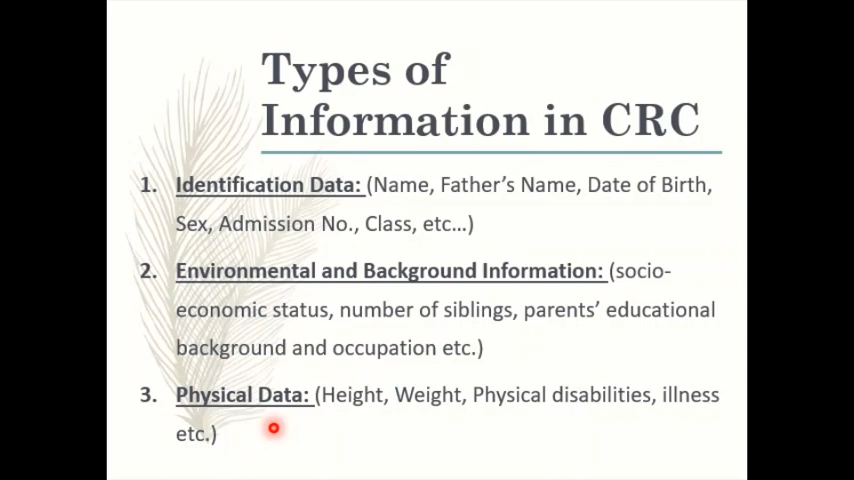 Types of
Information in CRC
1. Identification Data: (Name, Father’s Name, Date of Birth,
Sex, Admission No., Class, etc…)
2. Environmental and Background Information: (socio-
economic status, number of siblings, parents’ educational
background and occupation etc.)
3. Physical Data: (Height, Weight, Physical disabilities, illness
etc.)